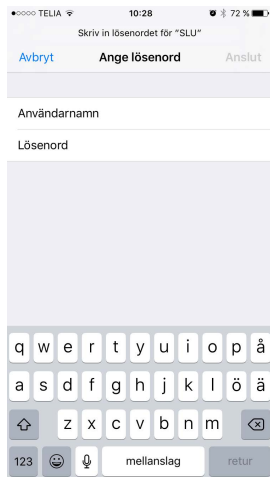 TELIA 10:28 72 %
Skriv in lösenordet för ”SLU”
Avbryt Ange lösenord Anslut
Användarnamn
Lösenord
q w e r t y u i o p å
a s d f g h j k l ö ä
z x c v b n m
123 mellanslag retur